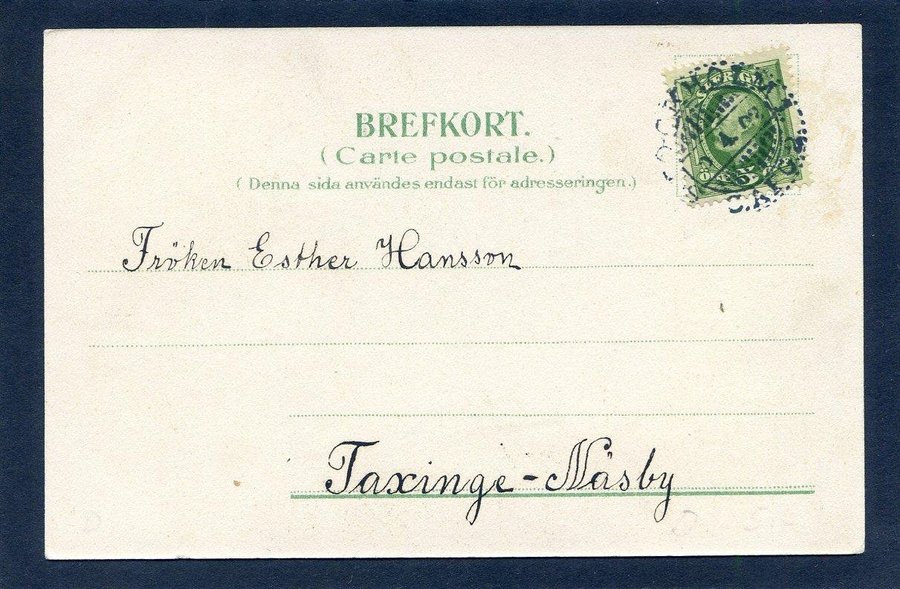 BREFKORT.
(Carte postale.)
(Denna sida användes endast för adresseringen.)
Fröken Esther Hansson
Taxinge-Näsby